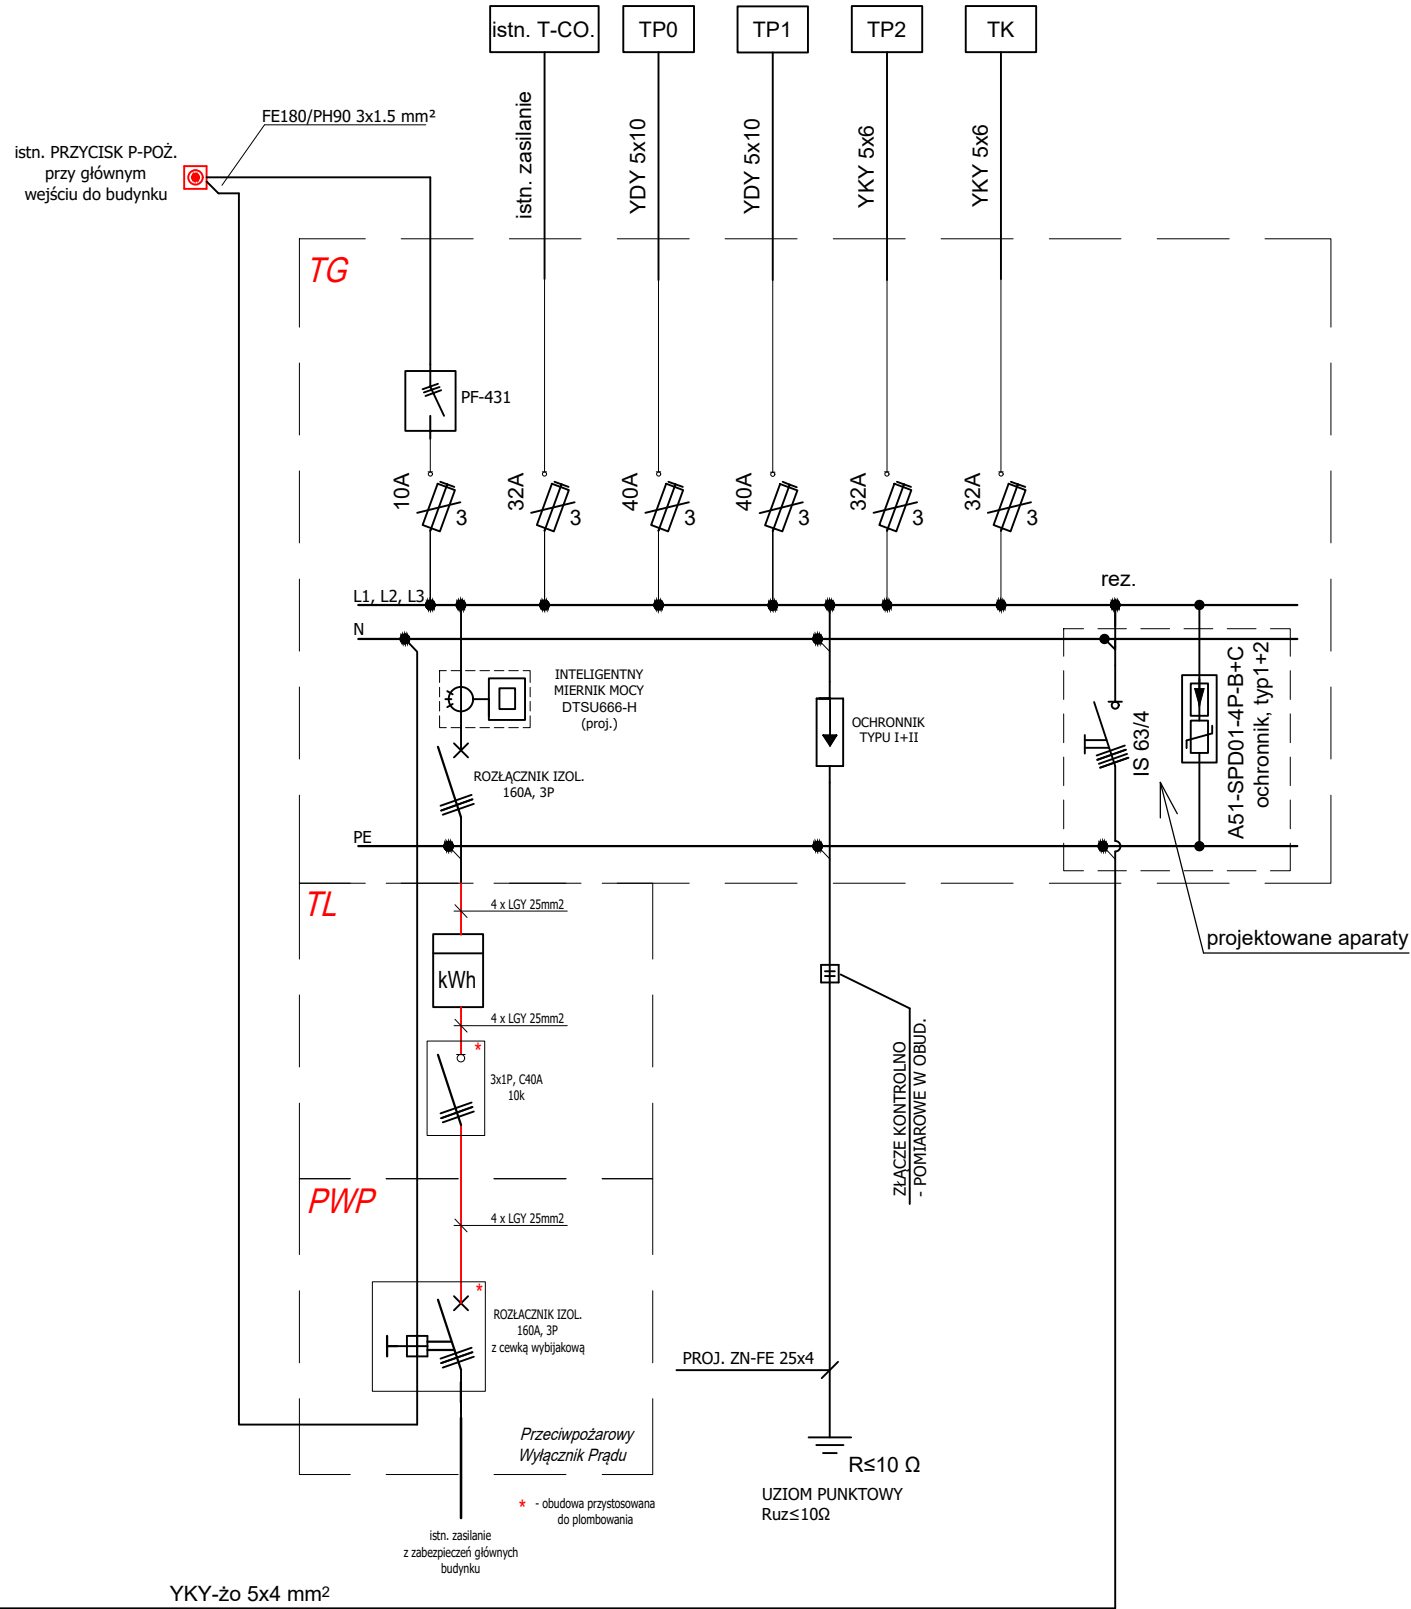 istn. T-CO.
TP0
TP1
TP2
TK
istn. zasilanie
YDY 5x10
YDY 5x10
YKY 5x6
YKY 5x6
FE180/PH90 3x1.5 mm²
istn. PRZYCISK P-POŻ.
przy głównym
wejściu do budynku
TG
PF-431
10A
3
32A
3
40A
3
40A
3
32A
3
32A
3
rez.
L1, L2, L3
N
INTELIGENTNY
MIERNIK MOCY
DTSU666-H
(proj.)
ROZŁĄCZNIK IZOL.
160A, 3P
OCHRONNIK
TYPU I+II
IS 63/4
A51-SPD01-4P-B+C
ochronnik, typ1+2
PE
projektowane aparaty
TL
4 x LGY 25mm2
kWh
4 x LGY 25mm2
*
3x1P, C40A
10k
ZŁĄCZE KONTROLNO
- POMIAROWE W OBUD.
PWP
4 x LGY 25mm2
*
ROZŁACZNIK IZOL.
160A, 3P
z cewką wybijakową
PROJ. ZN-FE 25x4
Przeciwpożarowy
Wyłącznik Prądu
R≤10 Ω
UZIOM PUNKTOWY
Ruz≤10Ω
* - obudowa przystosowana
do plombowania
istn. zasilanie
z zabezpieczeń głównych
budynku
YKY-żo 5x4 mm²